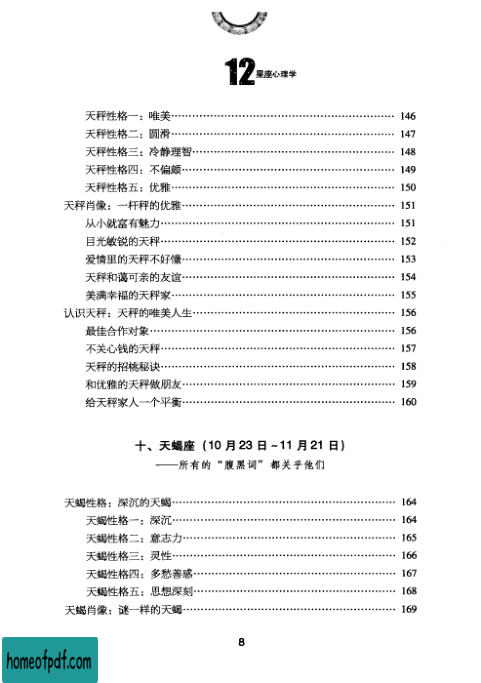 12星座心理学
天秤性格一：唯美…………………………………………………… 146
天秤性格二：圆滑…………………………………………………… 147
天秤性格三：冷静理智……………………………………………… 148
天秤性格四：不偏颇………………………………………………… 149
天秤性格五：优雅…………………………………………………… 150
天秤肖像：一杆秤的优雅…………………………………………… 151
从小就富有魅力……………………………………………………… 151
目光敏锐的天秤……………………………………………………… 152
爱情里的天秤不好懂………………………………………………… 153
天秤和蔼可亲的友谊………………………………………………… 154
美满幸福的天秤家…………………………………………………… 155
认识天秤：天秤的唯美人生………………………………………… 156
最佳合作对象………………………………………………………… 156
不关心钱的天秤……………………………………………………… 157
天秤的招桃秘诀……………………………………………………… 158
和优雅的天秤做朋友………………………………………………… 159
给天秤家人一个平衡………………………………………………… 160
十、天蝎座（10月23日~11月21日）
——所有的“腹黑词”都关乎他们
天蝎性格：深沉的天蝎……………………………………………… 164
天蝎性格一：深沉…………………………………………………… 164
天蝎性格二：意志力………………………………………………… 165
天蝎性格三：灵性…………………………………………………… 166
天蝎性格四：多愁善感……………………………………………… 167
天蝎性格五：思想深刻……………………………………………… 168
天蝎肖像：谜一样的天蝎…………………………………………… 169
8
homeofpdf.com